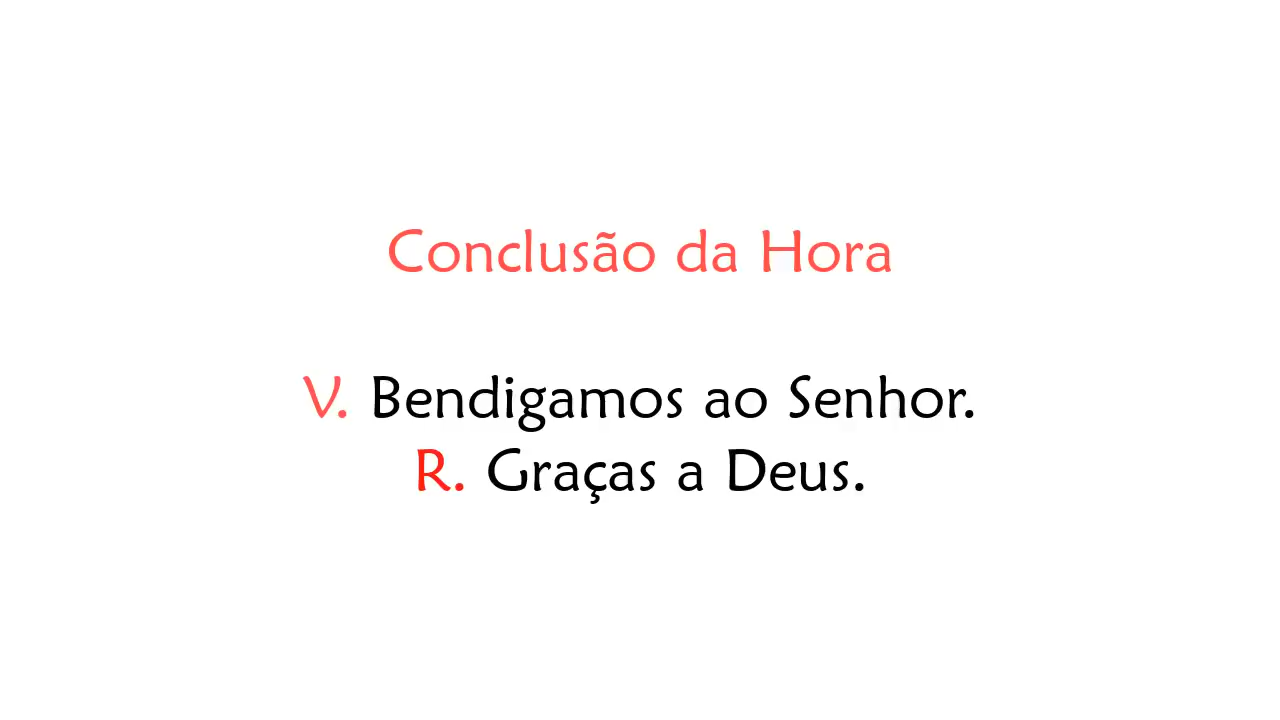 Conclusão da Hora
V. Bendigamos ao Senhor.
R. Graças a Deus.